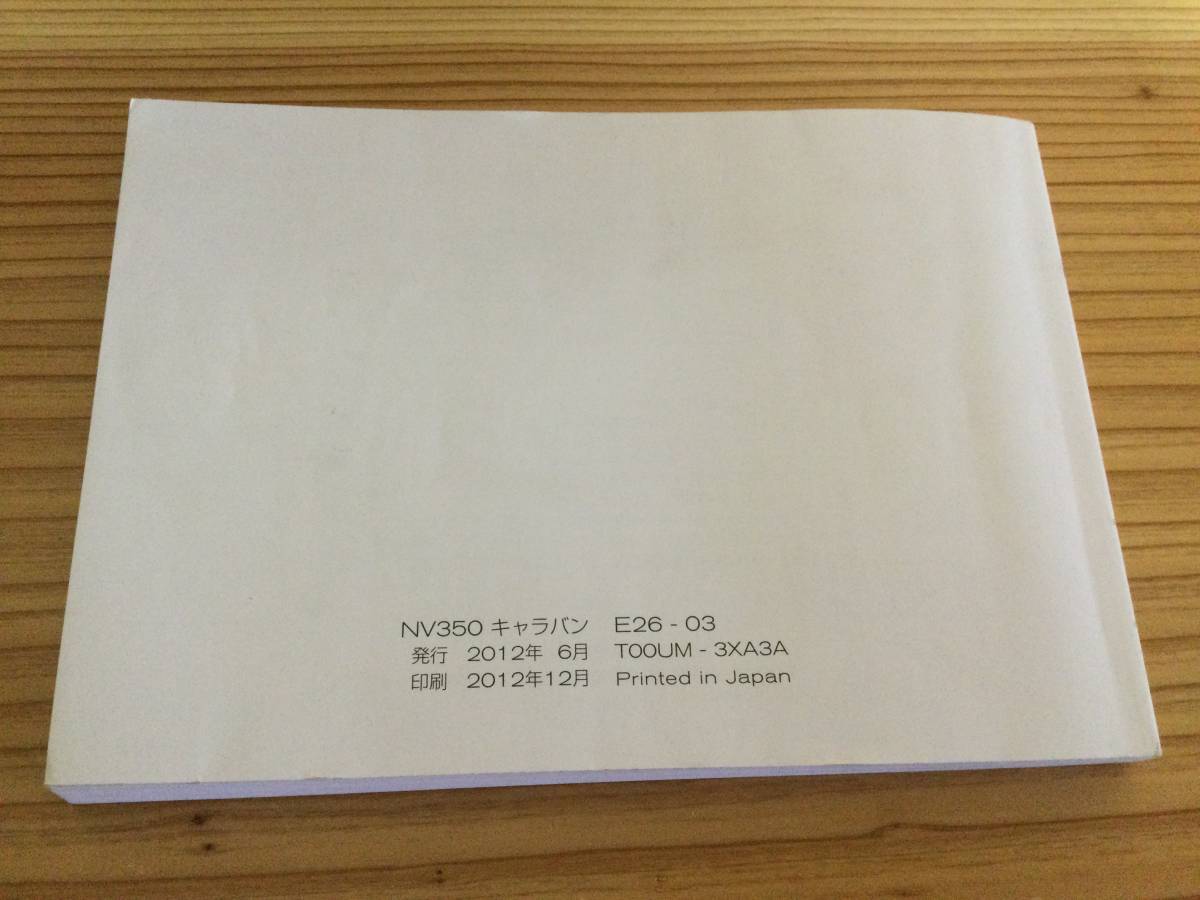 NV350 キャラバン E26 - 03
発行 2012年 6月 T00UM - 3XA3A
印刷 2012年12月 Printed in Japan